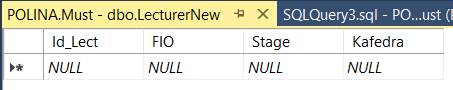 POLINA.Must - dbo.LecturerNew SQLQuery3.sql - PO...ust (
Id_Lect FIO Stage Kafedra
NULL NULL NULL NULL